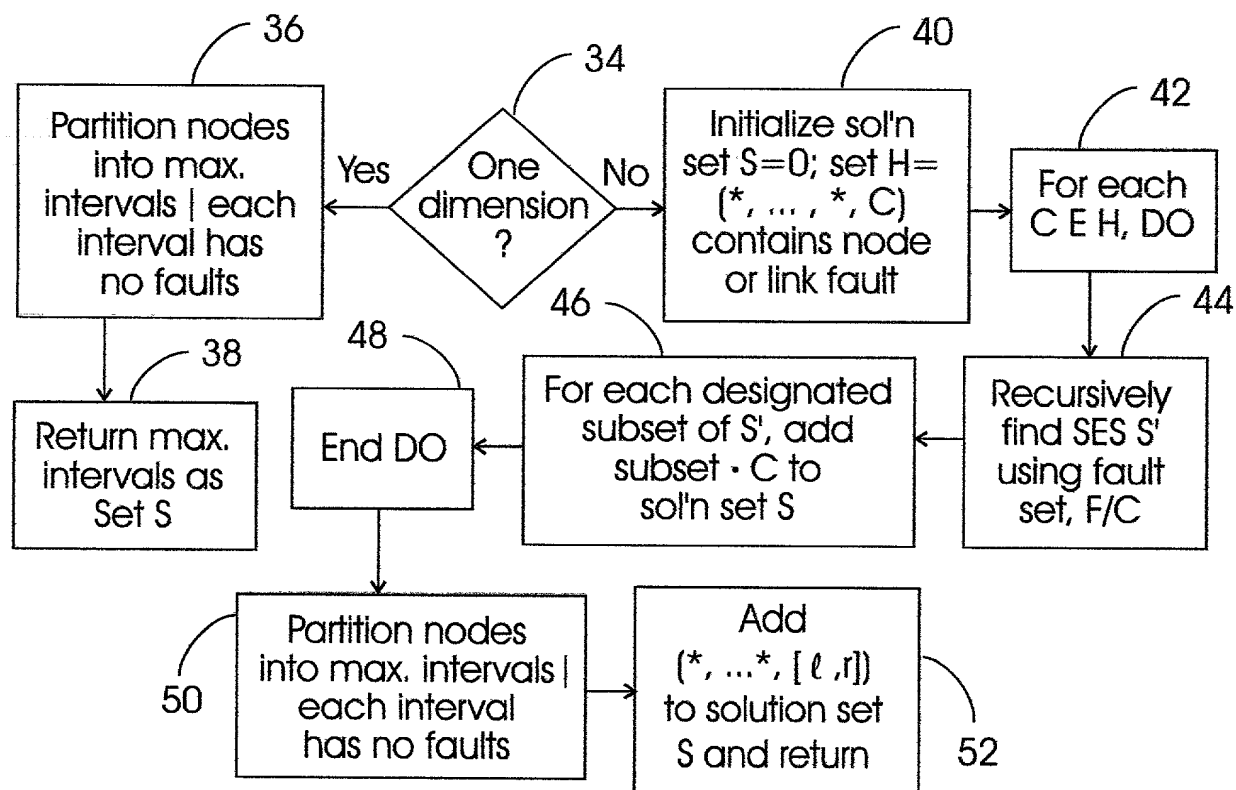 36
Partition nodes
into max.
intervals | each
interval has
no faults
34
One
dimension
?
Yes
No
40
Initialize sol'n
set S=0; set H=
(*, ... , *, C)
contains node
or link fault
42
For each
C E H, DO
44
Recursively
find SES S'
using fault
set, F/C
46
For each designated
subset of S', add
subset · C to
sol'n set S
48
End DO
38
Return max.
intervals as
Set S
50
Partition nodes
into max. intervals |
each interval
has no faults
Add
(*, ...*, [ ℓ ,r])
to solution set
S and return
52